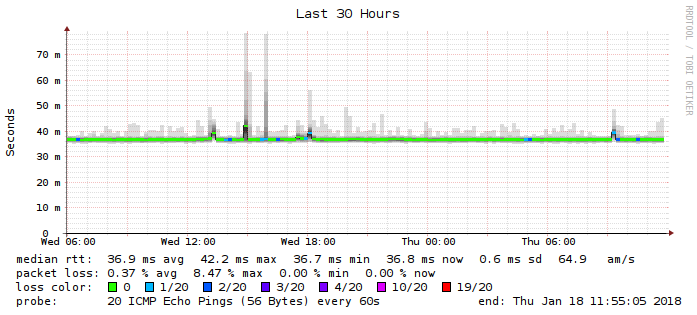 Last 30 Hours
RRDTOOL / TOBI OETIKER
Seconds
70 m
60 m
50 m
40 m
30 m
20 m
10 m
0
Wed 06:00 Wed 12:00 Wed 18:00 Thu 00:00 Thu 06:00
median rtt: 36.9 ms avg 42.2 ms max 36.7 ms min 36.8 ms now 0.6 ms sd 64.9 am/s
packet loss: 0.37 % avg 8.47 % max 0.00 % min 0.00 % now
loss color: 0 1/20 2/20 3/20 4/20 10/20 19/20
probe: 20 ICMP Echo Pings (56 Bytes) every 60s end: Thu Jan 18 11:55:05 2018